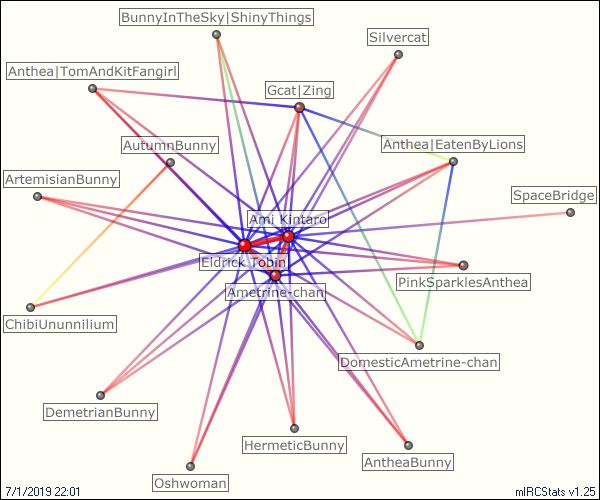 BunnyInTheSky|ShinyThings
Silvercat
Anthea|TomAndKitFangirl
Gcat|Zing
AutumnBunny
Anthea|EatenByLions
ArtemisianBunny
SpaceBridge
Ami_Kintaro
Eldrick_Tobin
PinkSparklesAnthea
Ametrine-chan
ChibiUnunnilium
DomesticAmetrine-chan
DemetrianBunny
HermeticBunny
AntheaBunny
Oshwoman
7/1/2019 22:01
mIRCStats v1.25